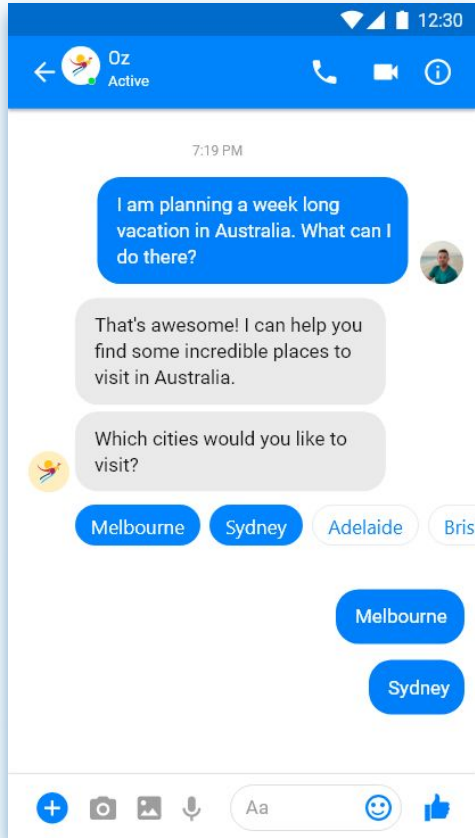 12:30
Oz
Active
7:19 PM
I am planning a week long
vacation in Australia. What can I
do there?
That's awesome! I can help you
find some incredible places to
visit in Australia.
Which cities would you like to
visit?
Melbourne Sydney Adelaide Bris
Melbourne
Sydney
Aa